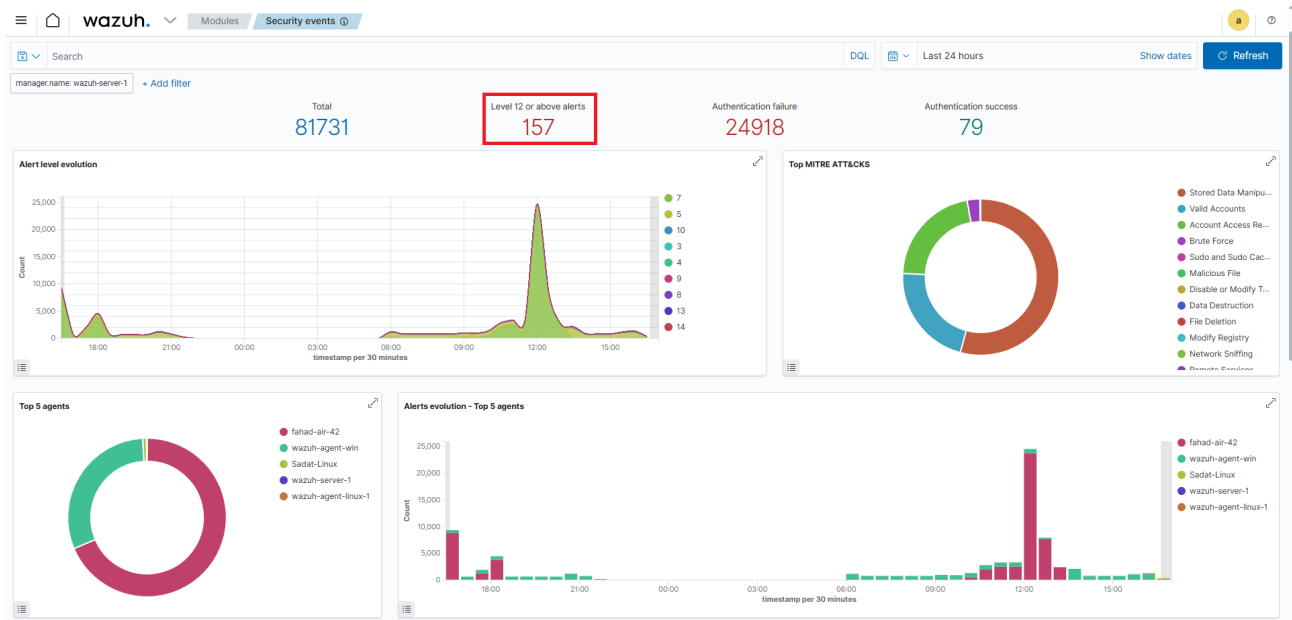 wazuh. Modules Security events
a
Search DQL Last 24 hours Show dates Refresh
manager.name: wazuh-server-1 + Add filter
Total
81731
Level 12 or above alerts
157
Authentication failure
24918
Authentication success
79
Alert level evolution
25,000
20,000
15,000
10,000
5,000
0
Count
18:00 21:00 00:00 03:00 06:00 09:00 12:00 15:00
timestamp per 30 minutes
7
5
10
3
4
9
8
13
14
Top MITRE ATT&CKS
Stored Data Manipu...
Valid Accounts
Account Access Re...
Brute Force
Sudo and Sudo Cac...
Malicious File
Disable or Modify T...
Data Destruction
File Deletion
Modify Registry
Network Sniffing
Remote Services
Top 5 agents
fahad-air-42
wazuh-agent-win
Sadat-Linux
wazuh-server-1
wazuh-agent-linux-1
Alerts evolution - Top 5 agents
25,000
20,000
15,000
10,000
5,000
0
Count
18:00 21:00 00:00 03:00 06:00 09:00 12:00 15:00
timestamp per 30 minutes
fahad-air-42
wazuh-agent-win
Sadat-Linux
wazuh-server-1
wazuh-agent-linux-1